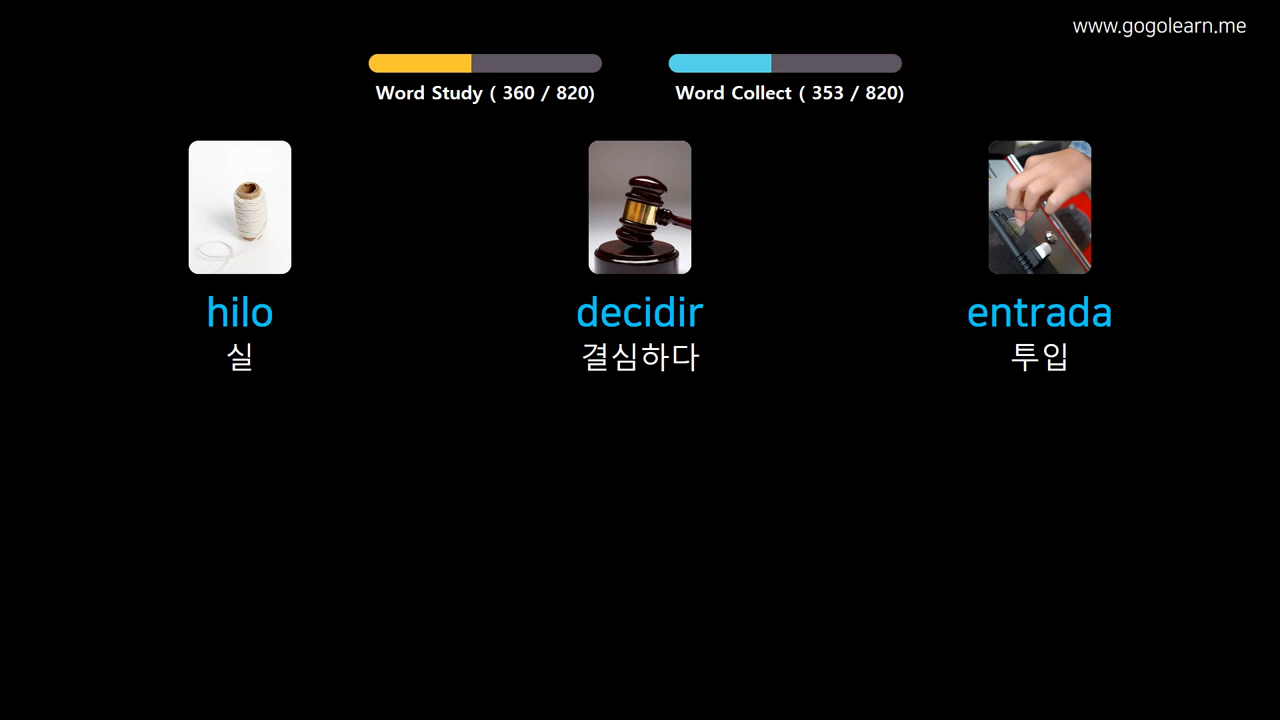 www.gogolearn.me
Word Study ( 360 / 820)
Word Collect ( 353 / 820)
hilo
실
decidir
결심하다
entrada
투입